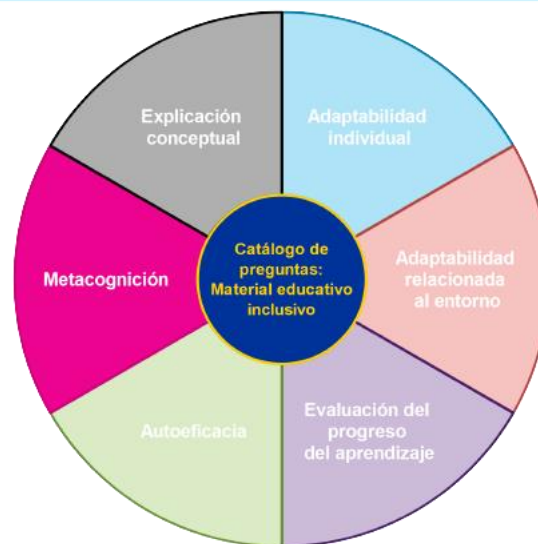 Explicación
conceptual
Adaptabilidad
individual
Metacognición
Catálogo de
preguntas:
Material educativo
inclusivo
Adaptabilidad
relacionada
al entorno
Autoeficacia
Evaluación del
progreso
del aprendizaje